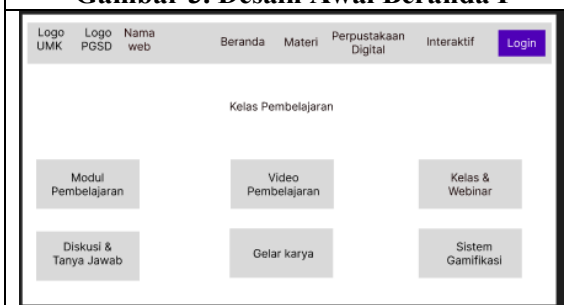 Gambar 3. Desain Awal Beranda I
Logo UMK
Logo PGSD
Nama web
Beranda
Materi
Perpustakaan Digital
Interaktif
Login
Kelas Pembelajaran
Modul Pembelajaran
Video Pembelajaran
Kelas & Webinar
Diskusi & Tanya Jawab
Gelar karya
Sistem Gamifikasi